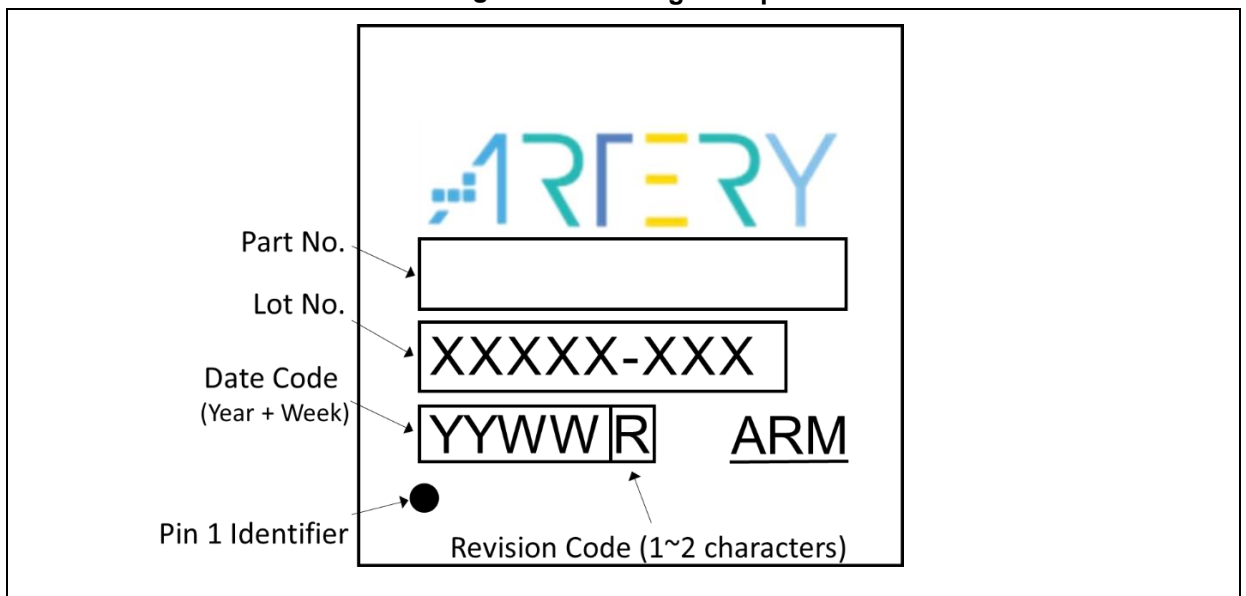 ARTERY
Part No.
Lot No.
XXXXX-XXX
Date Code
(Year + Week)
YYWW R
ARM
Pin 1 Identifier
Revision Code (1~2 characters)